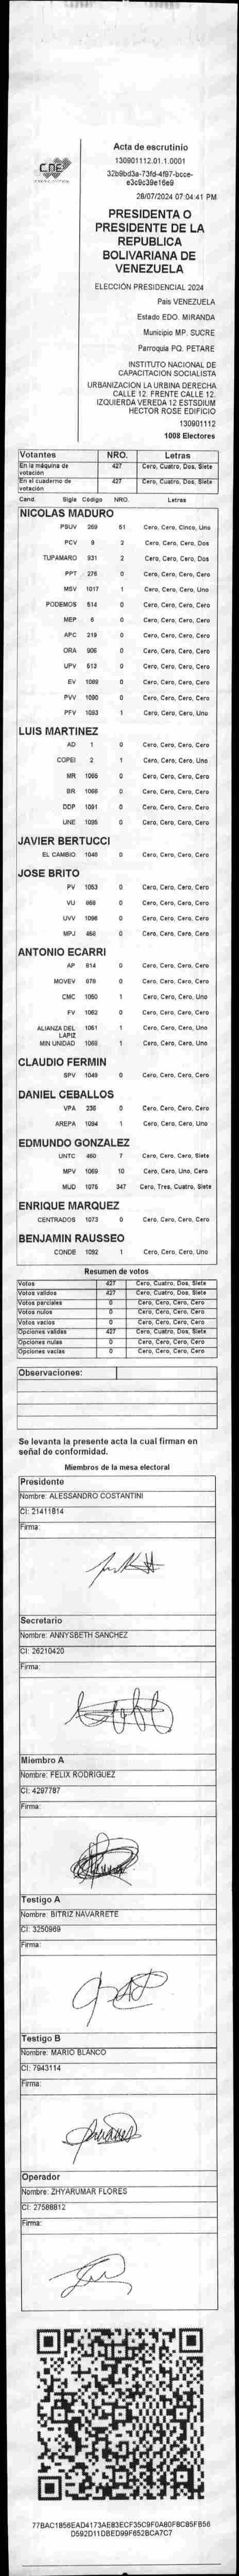 CNE
Acta de escrutinio
130901112.01.1.0001
32b9bd3a-73fd-4f97-bcce-
e3c9c39e16e9
28/07/2024 07:04:41 PM
PRESIDENTA O
PRESIDENTE DE LA
REPUBLICA
BOLIVARIANA DE
VENEZUELA
ELECCIÓN PRESIDENCIAL 2024
Pais VENEZUELA
Estado EDO. MIRANDA
Municipio MP. SUCRE
Parroquia PQ. PETARE
INSTITUTO NACIONAL DE
CAPACITACION SOCIALISTA
URBANIZACIÓN LA URBINA DERECHA
CALLE 12. FRENTE CALLE 12.
IZQUIERDA VEREDA 12 ESTSDIUM
HECTOR ROSE EDIFICIO
130901112
1008 Electores
Votantes NRO. Letras
En la máquina de votación 427 Cero, Cuatro, Dos, Siete
En el cuaderno de votación 427 Cero, Cuatro, Dos, Siete
Cand. Sigla Código NRO. Letras
NICOLAS MADURO
PSUV 269 51 Cero, Cero, Cinco, Uno
PCV 9 2 Cero, Cero, Cero, Dos
TUPAMARO 931 2 Cero, Cero, Cero, Dos
PPT 276 0 Cero, Cero, Cero, Cero
MSV 1017 1 Cero, Cero, Cero, Uno
PODEMOS 514 0 Cero, Cero, Cero, Cero
MEP 6 0 Cero, Cero, Cero, Cero
APC 219 0 Cero, Cero, Cero, Cero
ORA 906 0 Cero, Cero, Cero, Cero
UPV 613 0 Cero, Cero, Cero, Cero
EV 1089 0 Cero, Cero, Cero, Cero
PVV 1090 0 Cero, Cero, Cero, Cero
PFV 1093 1 Cero, Cero, Cero, Uno
LUIS MARTINEZ
AD 1 0 Cero, Cero, Cero, Cero
COPEI 2 1 Cero, Cero, Cero, Uno
MR 1065 0 Cero, Cero, Cero, Cero
BR 1066 0 Cero, Cero, Cero, Cero
DDP 1091 0 Cero, Cero, Cero, Cero
UNE 1095 0 Cero, Cero, Cero, Cero
JAVIER BERTUCCI
EL CAMBIO 1048 0 Cero, Cero, Cero, Cero
JOSE BRITO
PV 1053 0 Cero, Cero, Cero, Cero
VU 868 0 Cero, Cero, Cero, Cero
UVV 1096 0 Cero, Cero, Cero, Cero
MPJ 458 0 Cero, Cero, Cero, Cero
ANTONIO ECARRI
AP 814 0 Cero, Cero, Cero, Cero
MOVEV 878 0 Cero, Cero, Cero, Cero
CMC 1050 1 Cero, Cero, Cero, Uno
FV 1062 0 Cero, Cero, Cero, Cero
ALIANZA DEL LAPIZ 1051 1 Cero, Cero, Cero, Uno
MIN UNIDAD 1068 1 Cero, Cero, Cero, Uno
CLAUDIO FERMIN
SPV 1049 0 Cero, Cero, Cero, Cero
DANIEL CEBALLOS
VPA 236 0 Cero, Cero, Cero, Cero
AREPA 1094 1 Cero, Cero, Cero, Uno
EDMUNDO GONZALEZ
UNTC 460 7 Cero, Cero, Cero, Siete
MPV 1069 10 Cero, Cero, Uno, Cero
MUD 1075 347 Cero, Tres, Cuatro, Siete
ENRIQUE MARQUEZ
CENTRADOS 1073 0 Cero, Cero, Cero, Cero
BENJAMIN RAUSSEO
CONDE 1092 1 Cero, Cero, Cero, Uno
Resumen de votos
Votos 427 Cero, Cuatro, Dos, Siete
Votos validos 427 Cero, Cuatro, Dos, Siete
Votos parciales 0 Cero, Cero, Cero, Cero
Votos nulos 0 Cero, Cero, Cero, Cero
Votos vacios 0 Cero, Cero, Cero, Cero
Opciones validas 427 Cero, Cuatro, Dos, Siete
Opciones nulas 0 Cero, Cero, Cero, Cero
Opciones vacias 0 Cero, Cero, Cero, Cero
Observaciones:
Se levanta la presente acta la cual firman en
señal de conformidad.
Miembros de la mesa electoral
Presidente
Nombre: ALESSANDRO COSTANTINI
CI: 21411814
Firma:
Secretario
Nombre: ANNYSBETH SANCHEZ
CI: 26210420
Firma:
Miembro A
Nombre: FELIX RODRIGUEZ
CI: 4297787
Firma:
Testigo A
Nombre: BITRIZ NAVARRETE
CI: 3250969
Firma:
Testigo B
Nombre: MARIO BLANCO
CI: 7943114
Firma:
Operador
Nombre: ZHYARUMAR FLORES
CI: 27588812
Firma:
77BAC1856EAD4173AE83ECF35C9F0A80F8C85FB56
D592D11DBED99F652BCA7C7